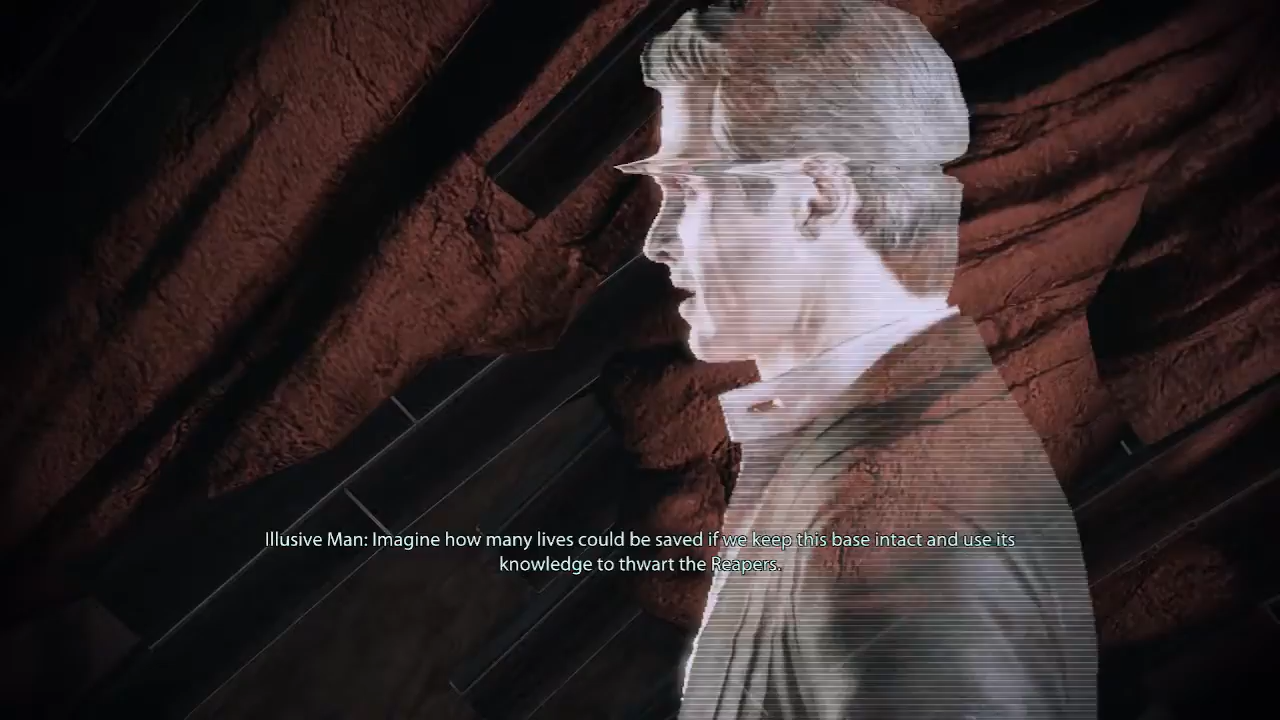 Illusive Man: Imagine how many lives could be saved if we keep this base intact and use its
knowledge to thwart the Reapers.